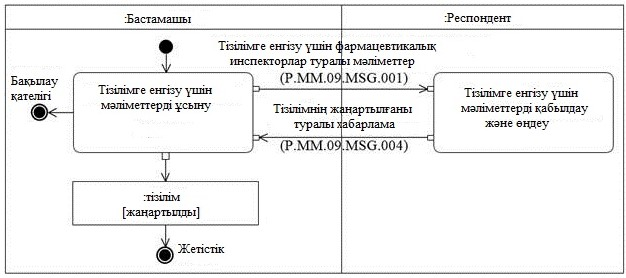 :Бастамашы
:Респондент
Тізілімге енгізу үшін фармацевтикалық
инспекторлар туралы мәліметтер
(P.MM.09.MSG.001)
Бақылау
қателігі
Тізілімге енгізу үшін
мәліметтерді ұсыну
Тізілімнің жаңартылғаны
туралы хабарлама
(P.MM.09.MSG.004)
Тізілімге енгізу үшін
мәліметтерді қабылдау
және өңдеу
:тізілім
[жаңартылды]
Жетістік